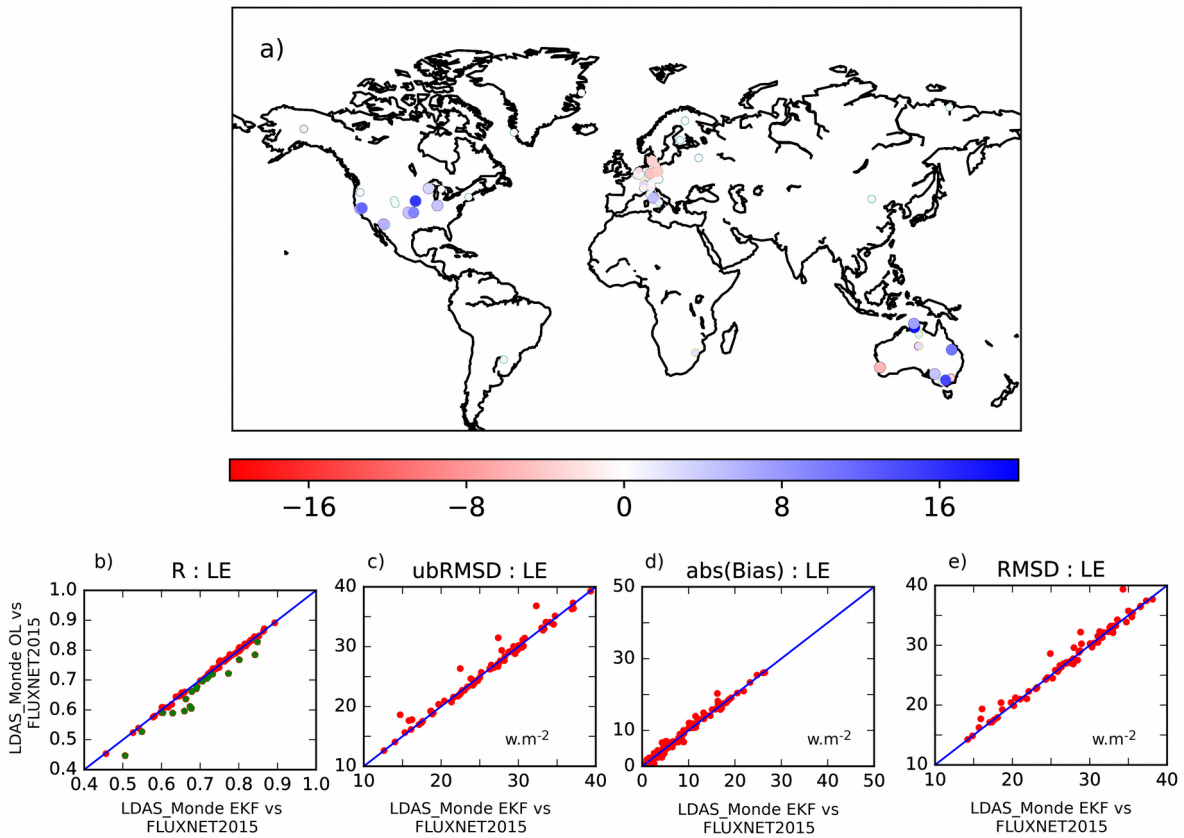 a)
−16 −8 0 8 16
b) c) d) e)
R : LE ubRMSD : LE abs(Bias) : LE RMSD : LE
LDAS_Monde OL vs
FLUXNET2015
1.0
0.9
0.8
0.7
0.6
0.5
0.4
0.4 0.5 0.6 0.7 0.8 0.9 1.0
LDAS_Monde EKF vs
FLUXNET2015
40
30
20
10
w.m-2
10 20 30 40
LDAS_Monde EKF vs
FLUXNET2015
50
30
20
10
0
w.m-2
0 10 20 30 40 50
LDAS_Monde EKF vs
FLUXNET2015
40
30
20
10
w.m-2
10 20 30 40
LDAS_Monde EKF vs
FLUXNET2015